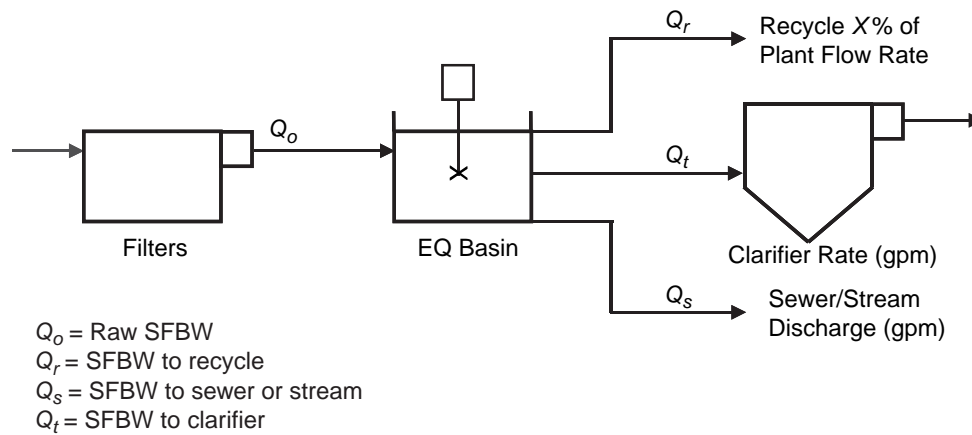 Qr
Recycle X% of
Plant Flow Rate
Qo
Qt
Filters
EQ Basin
Clarifier Rate (gpm)
Qs
Sewer/Stream
Discharge (gpm)
Qo = Raw SFBW
Qr = SFBW to recycle
Qs = SFBW to sewer or stream
Qt = SFBW to clarifier